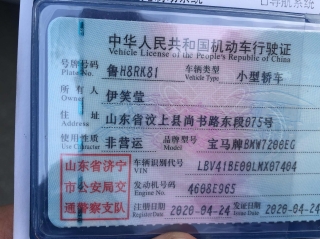 中华人民共和国机动车行驶证
Vehicle License of the People's Republic of China
号牌号码 Plate No. 鲁H8RK81 车辆类型 Vehicle Type 小型轿车
所有人 Owner 伊笑莹
住址 山东省汶上县尚书路东段075号
使用性质 非营运 品牌型号 Model 宝马牌BMW7200EG
山东省济宁市公安局交通警察支队
车辆识别代号 VIN LBV41BE00LMX07404
发动机号码 Engine No. 4608E965
注册日期 Register Date 2020-04-24 发证日期 Issue Date 2020-04-24